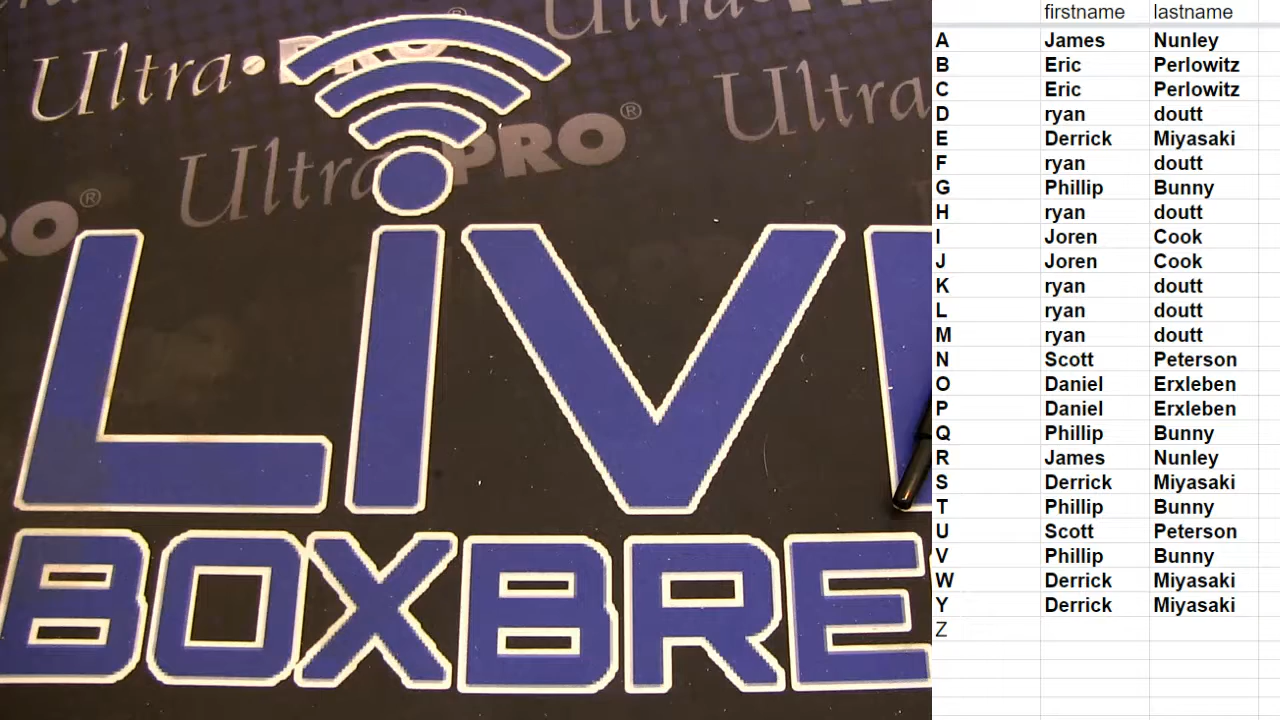 Ultra•PRO®
Ultra
Ultra PRO®
Ultra
RO®
LiV
BOXBRE
firstname lastname
A James Nunley
B Eric Perlowitz
C Eric Perlowitz
D ryan doutt
E Derrick Miyasaki
F ryan doutt
G Phillip Bunny
H ryan doutt
I Joren Cook
J Joren Cook
K ryan doutt
L ryan doutt
M ryan doutt
N Scott Peterson
O Daniel Erxleben
P Daniel Erxleben
Q Phillip Bunny
R James Nunley
S Derrick Miyasaki
T Phillip Bunny
U Scott Peterson
V Phillip Bunny
W Derrick Miyasaki
Y Derrick Miyasaki
Z